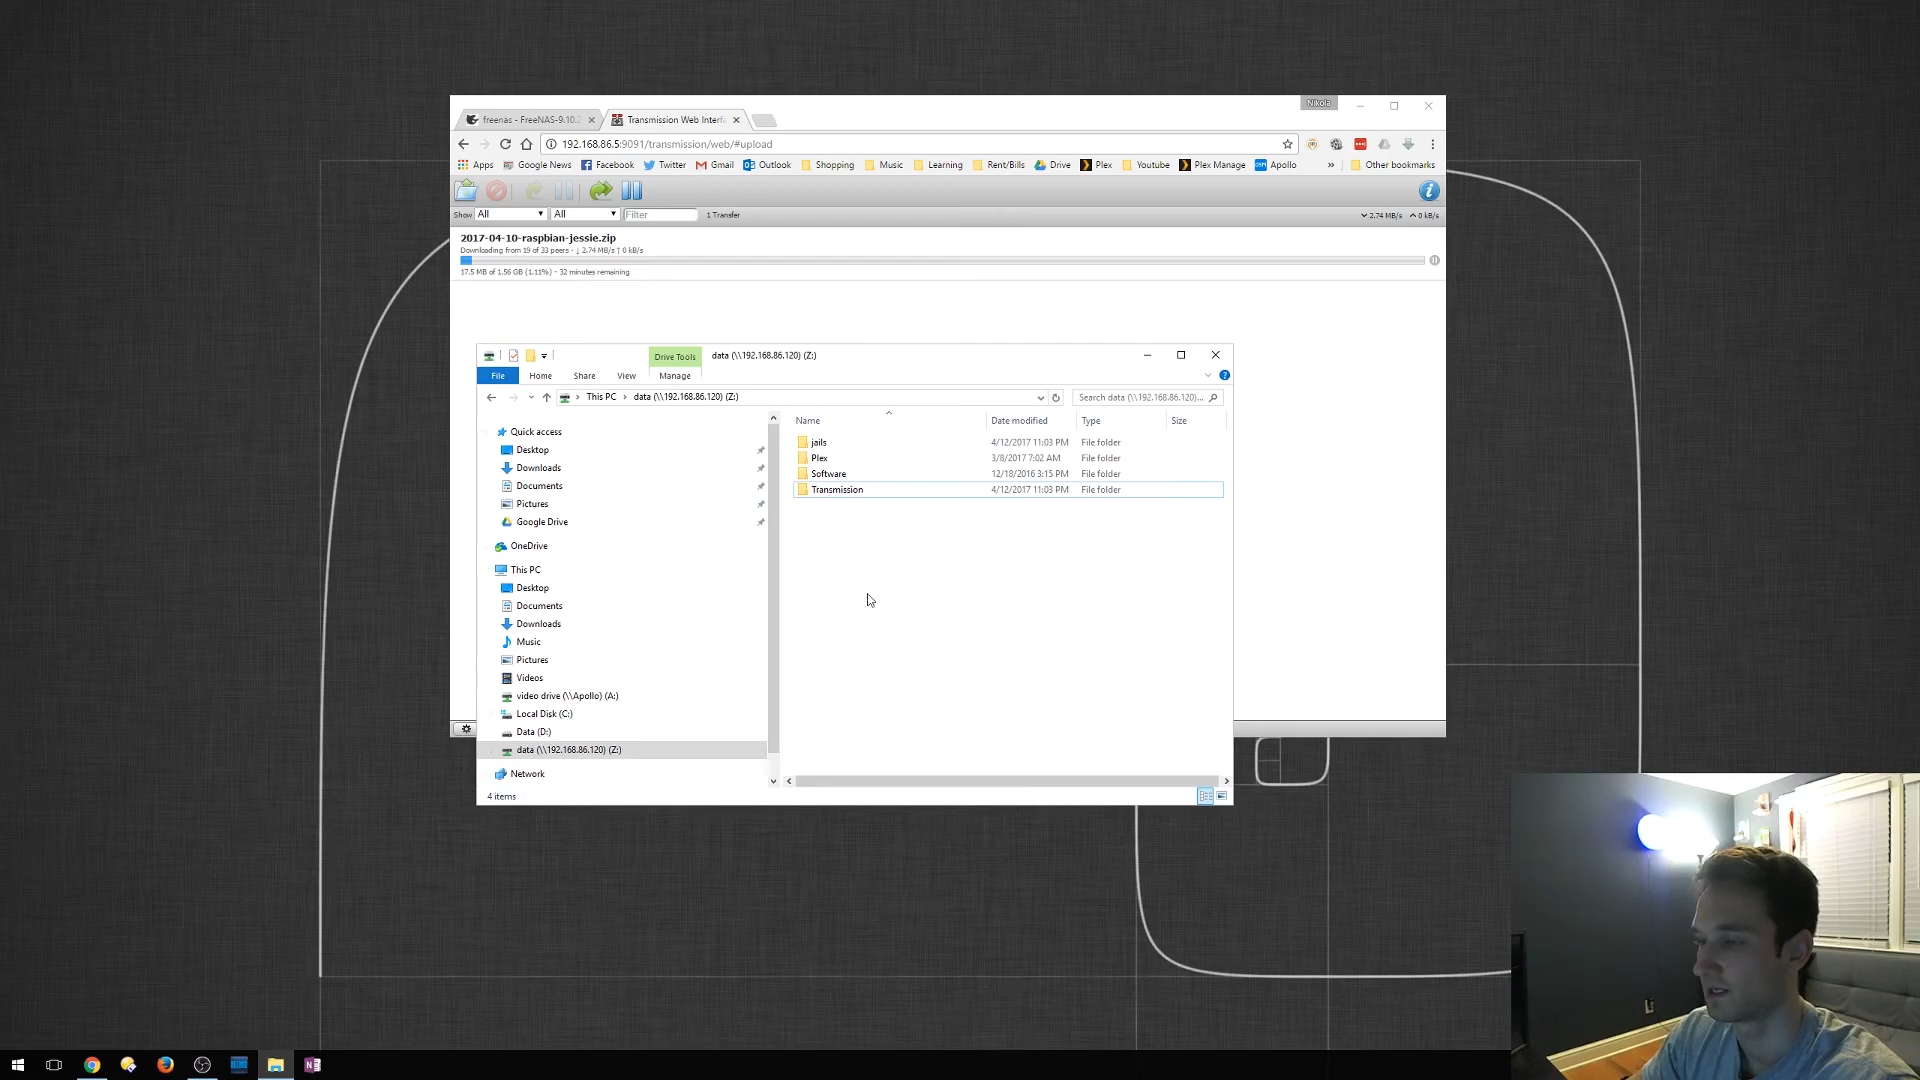 Nikola
freenas - FreeNAS-9.10.2
Transmission Web Interfa
192.168.86.5:9091/transmission/web/#upload
Apps Google News Facebook Twitter Gmail Outlook Shopping Music Learning Rent/Bills Drive Plex Youtube Plex Manage Apollo » Other bookmarks
Show All All Filter 1 Transfer 2.74 MB/s 0 kB/s
2017-04-10-raspbian-jessie.zip
Downloading from 19 of 33 peers - ↓ 2.74 MB/s ↑ 0 kB/s
17.5 MB of 1.56 GB (1.11%) - 32 minutes remaining
Drive Tools data (\\192.168.86.120) (Z:)
File Home Share View Manage
This PC data (\\192.168.86.120) (Z:) Search data (\\192.168.86.120)...
Name Date modified Type Size
jails 4/12/2017 11:03 PM File folder
Plex 3/8/2017 7:02 AM File folder
Software 12/18/2016 3:15 PM File folder
Transmission 4/12/2017 11:03 PM File folder
Quick access
Desktop
Downloads
Documents
Pictures
Google Drive
OneDrive
This PC
Desktop
Documents
Downloads
Music
Pictures
Videos
video drive (\\Apollo) (A:)
Local Disk (C:)
Data (D:)
data (\\192.168.86.120) (Z:)
Network
4 items